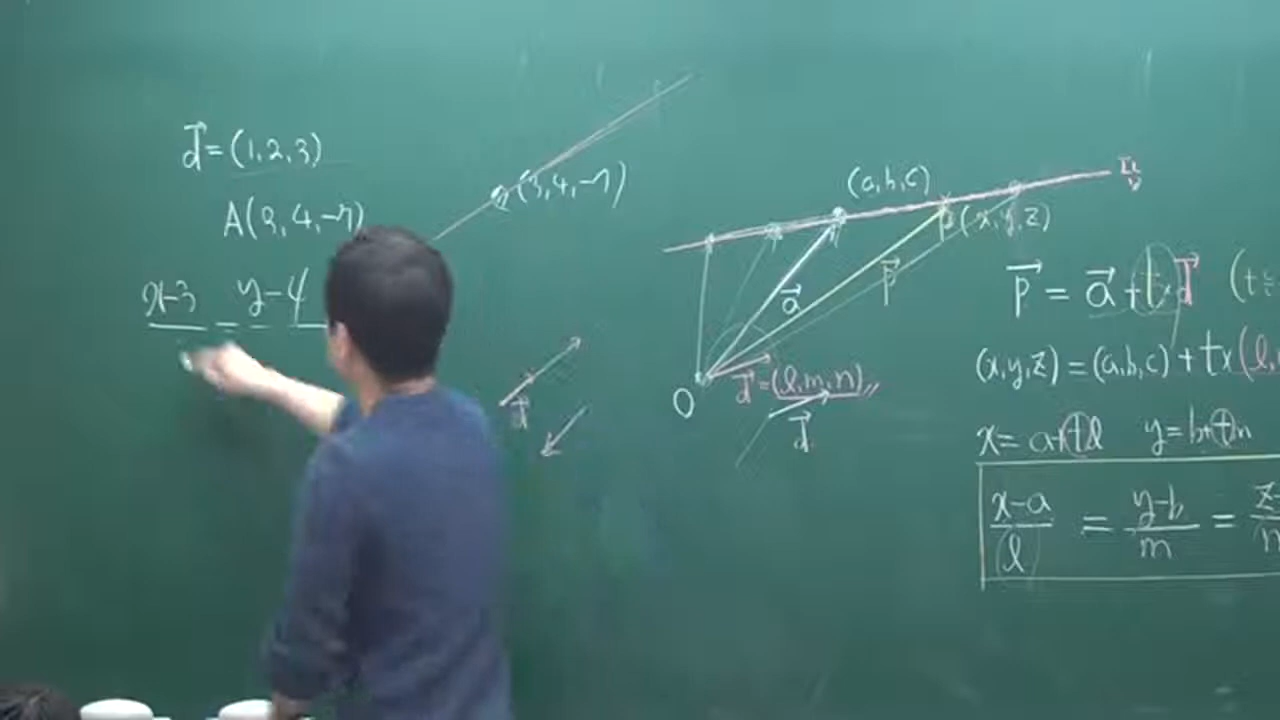 d⃗=(1,2,3)
A(3,4,-7)
x-3 = y-4
(3,4,-7)
d⃗
(a,b,c)
p(x,y,z)
a⃗
p⃗
O
d⃗=(l,m,n)
d⃗
p⃗ = a⃗+t×d⃗ (t
(x,y,z)=(a,b,c)+t×(l,
x=a+tl y=b+tm
x-a/l = y-b/m = z-/n